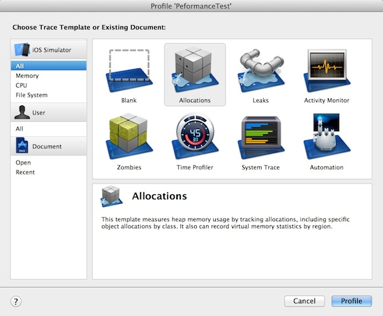 Profile 'PeformanceTest'
Choose Trace Template or Existing Document:
iOS Simulator
All
Memory
CPU
File System
User
All
Document
Open
Recent
Blank
Allocations
Leaks
Activity Monitor
Zombies
Time Profiler
System Trace
Automation
Allocations
This template measures heap memory usage by tracking allocations, including specific
object allocations by class. It also can record virtual memory statistics by region.
?
Cancel
Profile